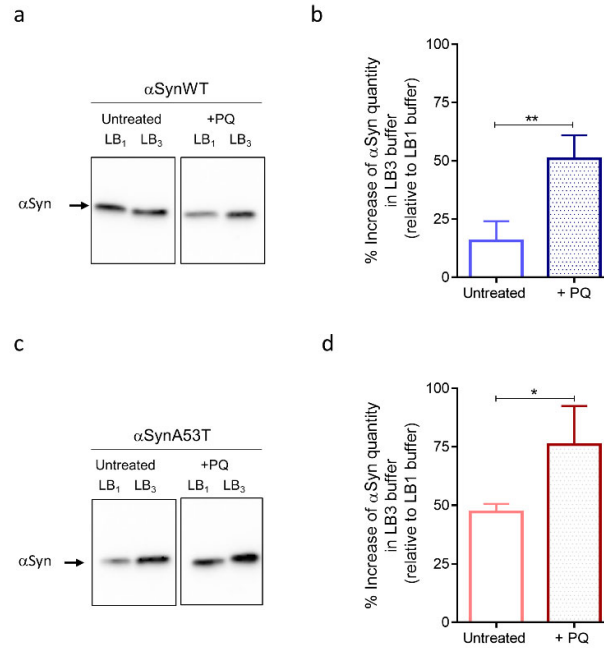 a
αSynWT
Untreated +PQ
LB₁ LB₃ LB₁ LB₃
αSyn
b
% Increase of αSyn quantity
in LB3 buffer
(relative to LB1 buffer)
100
75
50
25
0
**
Untreated + PQ
c
αSynA53T
Untreated +PQ
LB₁ LB₃ LB₁ LB₃
αSyn
d
% Increase of αSyn quantity
in LB3 buffer
(relative to LB1 buffer)
100
75
50
25
0
*
Untreated + PQ